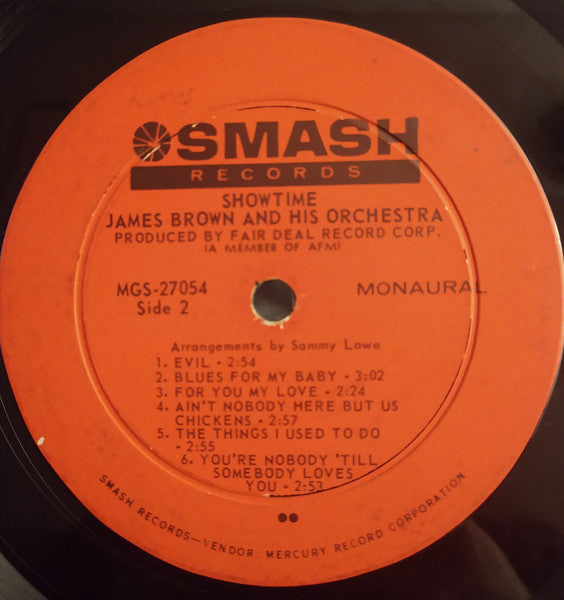 SMASH
RECORDS
SHOWTIME
JAMES BROWN AND HIS ORCHESTRA
PRODUCED BY FAIR DEAL RECORD CORP.
(A MEMBER OF AFM)
MGS-27054 MONAURAL
Side 2
Arrangements by Sammy Lowe
1. EVIL - 2:54
2. BLUES FOR MY BABY - 3:02
3. FOR YOU MY LOVE - 2:24
4. AIN'T NOBODY HERE BUT US
CHICKENS - 2:57
5. THE THINGS I USED TO DO
- 2:55
6. YOU'RE NOBODY 'TILL
SOMEBODY LOVES
YOU - 2:53
SMASH RECORDS—VENDOR: MERCURY RECORD CORPORATION